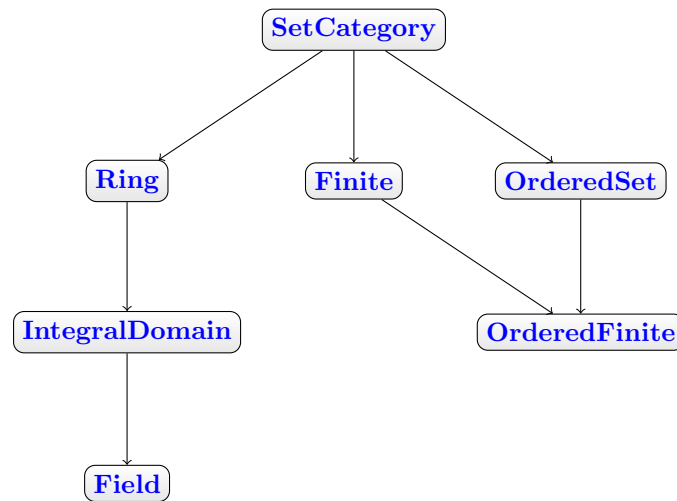 SetCategory
Ring
Finite
OrderedSet
IntegralDomain
OrderedFinite
Field